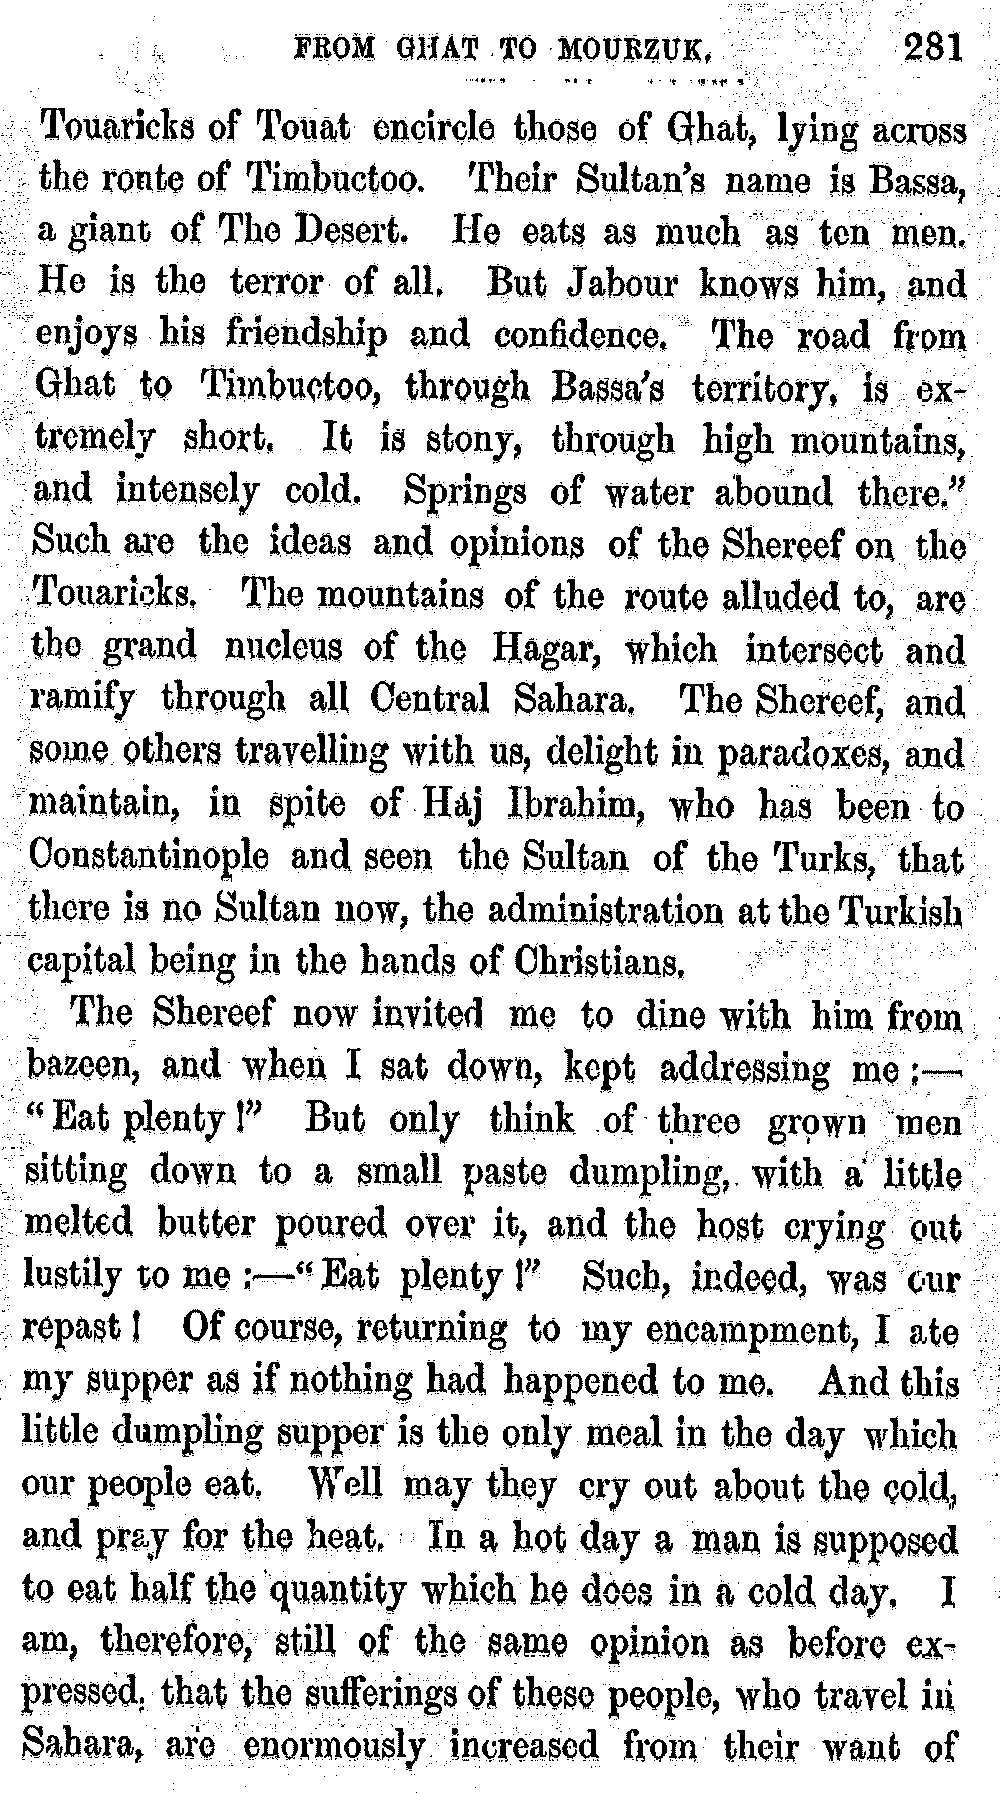 FROM GHAT TO MOURZUK. 281
Touaricks of Touat encircle those of Ghat, lying across
the route of Timbuctoo. Their Sultan's name is Bassa,
a giant of The Desert. He eats as much as ten men.
He is the terror of all. But Jabour knows him, and
enjoys his friendship and confidence. The road from
Ghat to Timbuctoo, through Bassa's territory, is ex-
tremely short. It is stony, through high mountains,
and intensely cold. Springs of water abound there."
Such are the ideas and opinions of the Shereef on the
Touaricks. The mountains of the route alluded to, are
the grand nucleus of the Hagar, which intersect and
ramify through all Central Sahara. The Shereef, and
some others travelling with us, delight in paradoxes, and
maintain, in spite of Haj Ibrahim, who has been to
Constantinople and seen the Sultan of the Turks, that
there is no Sultan now, the administration at the Turkish
capital being in the hands of Christians.
The Shereef now invited me to dine with him from
bazeen, and when I sat down, kept addressing me :—
"Eat plenty!" But only think of three grown men
sitting down to a small paste dumpling, with a little
melted butter poured over it, and the host crying out
lustily to me :—"Eat plenty!" Such, indeed, was our
repast! Of course, returning to my encampment, I ate
my supper as if nothing had happened to me. And this
little dumpling supper is the only meal in the day which
our people eat. Well may they cry out about the cold,
and pray for the heat. In a hot day a man is supposed
to eat half the quantity which he does in a cold day. I
am, therefore, still of the same opinion as before ex-
pressed, that the sufferings of these people, who travel in
Sahara, are enormously increased from their want of